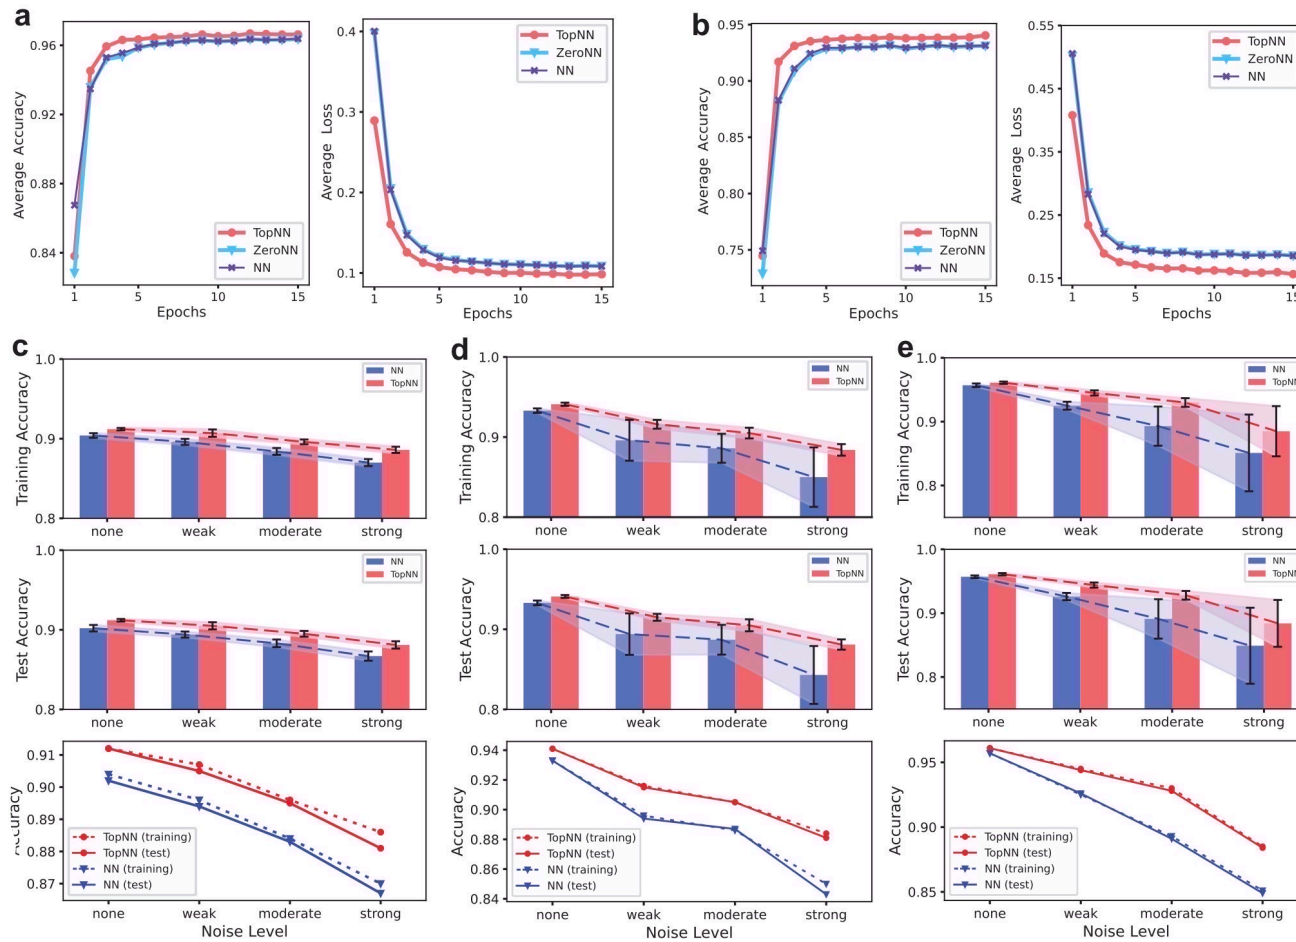 a
0.96
0.92
0.88
0.84
Average Accuracy
1
5
10
15
Epochs
TopNN
ZeroNN
NN
0.4
0.3
0.2
0.1
Average Loss
1
5
10
15
Epochs
TopNN
ZeroNN
NN
b
0.95
0.90
0.85
0.80
0.75
Average Accuracy
1
5
10
15
Epochs
TopNN
ZeroNN
NN
0.55
0.45
0.35
0.25
0.15
Average Loss
1
5
10
15
Epochs
TopNN
ZeroNN
NN
c
1.0
0.9
0.8
Training Accuracy
NN
TopNN
none
weak
moderate
strong
1.0
0.9
0.8
Test Accuracy
NN
TopNN
none
weak
moderate
strong
0.91
0.90
0.89
0.88
0.87
Accuracy
TopNN (training)
TopNN (test)
NN (training)
NN (test)
none
weak
moderate
strong
Noise Level
d
1.0
0.9
0.8
Training Accuracy
NN
TopNN
none
weak
moderate
strong
1.0
0.9
0.8
Test Accuracy
NN
TopNN
none
weak
moderate
strong
0.94
0.92
0.90
0.88
0.86
0.84
Accuracy
TopNN (training)
TopNN (test)
NN (training)
NN (test)
none
weak
moderate
strong
Noise Level
e
1.0
0.9
0.8
Training Accuracy
NN
TopNN
none
weak
moderate
strong
1.0
0.9
0.8
Test Accuracy
NN
TopNN
none
weak
moderate
strong
0.95
0.90
0.85
Accuracy
TopNN (training)
TopNN (test)
NN (training)
NN (test)
none
weak
moderate
strong
Noise Level